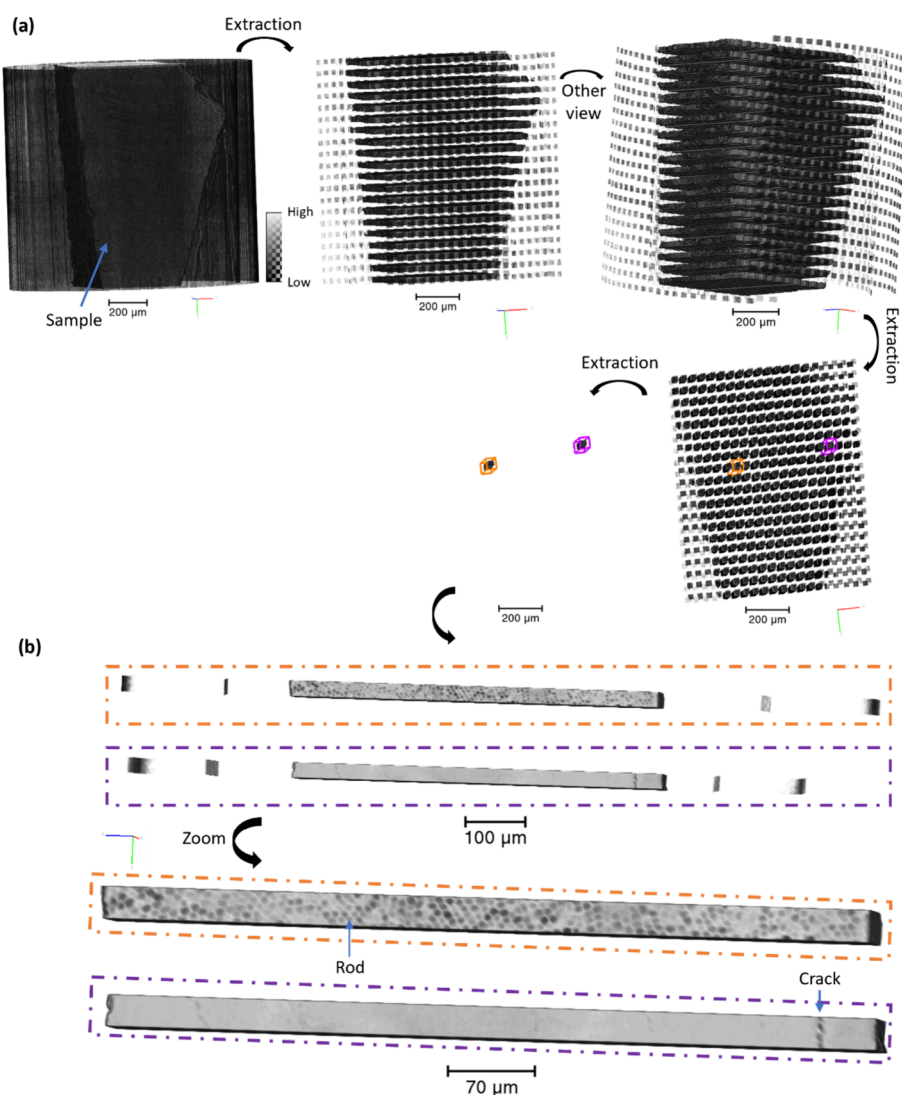 (a)
Extraction
Other
view
High
Low
Sample
200 µm
200 µm
200 µm
Extraction
Extraction
200 µm
200 µm
(b)
100 µm
Zoom
Rod
Crack
70 µm